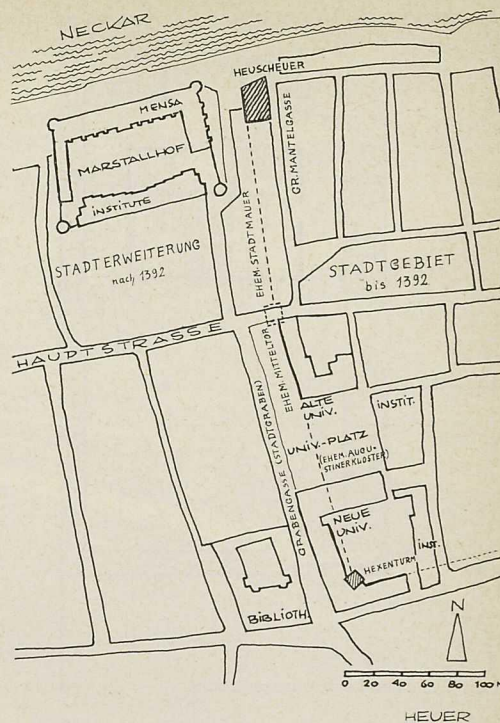 NECKAR
HEUSCHEUER
MENSA
MARSTALLHOF
INSTITUTE
GR. MANTELGASSE
EHEM. STADTMAUER
STADTERWEITERUNG
nach 1392
STADTGEBIET
bis 1392
HAUPTSTRASSE
EHEM. MITTELTOR
GRABENGASSE (STADTGRABEN)
ALTE
UNIV.
INSTIT.
UNIV.-PLATZ
(EHEM. AUGU-
STINERKLOSTER)
NEUE
UNIV.
INST.
HEXENTURM
BIBLIOTH.
N
0 20 40 60 80 100 M
HEUER